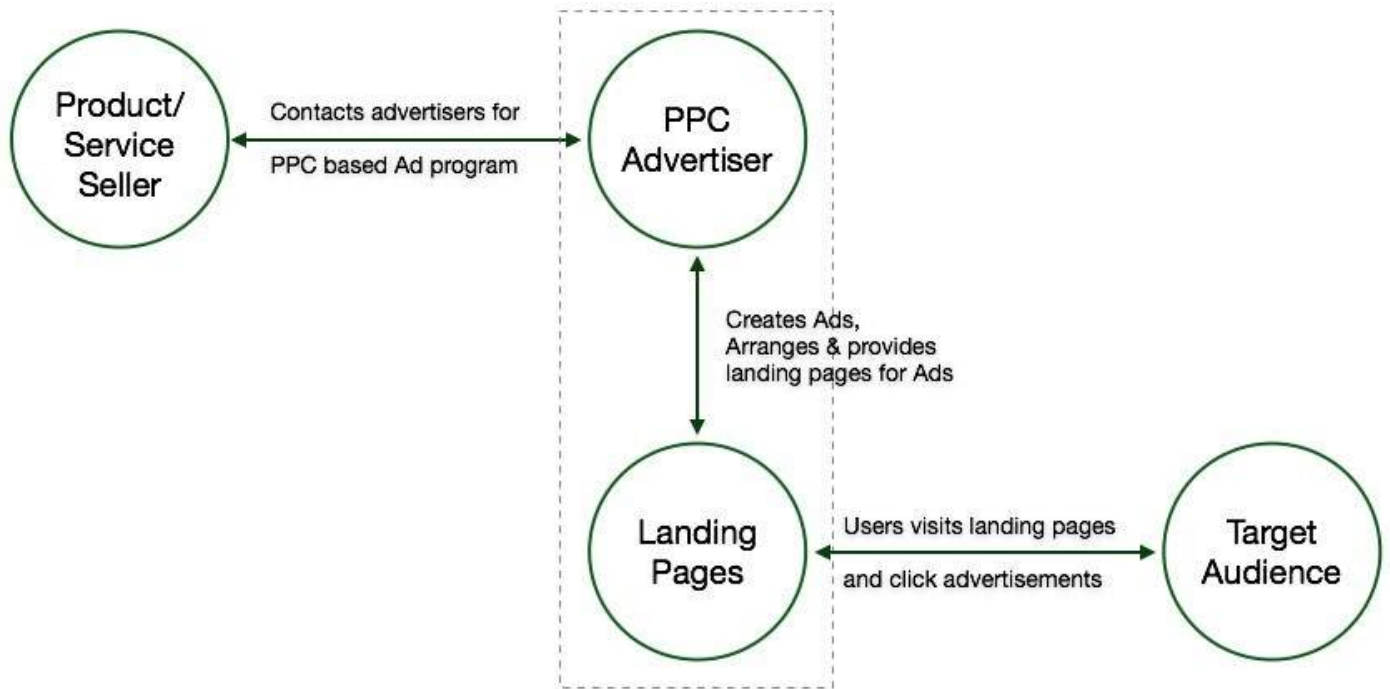 Product/
Service
Seller
Contacts advertisers for
PPC based Ad program
PPC
Advertiser
Creates Ads,
Arranges & provides
landing pages for Ads
Landing
Pages
Users visits landing pages
and click advertisements
Target
Audience